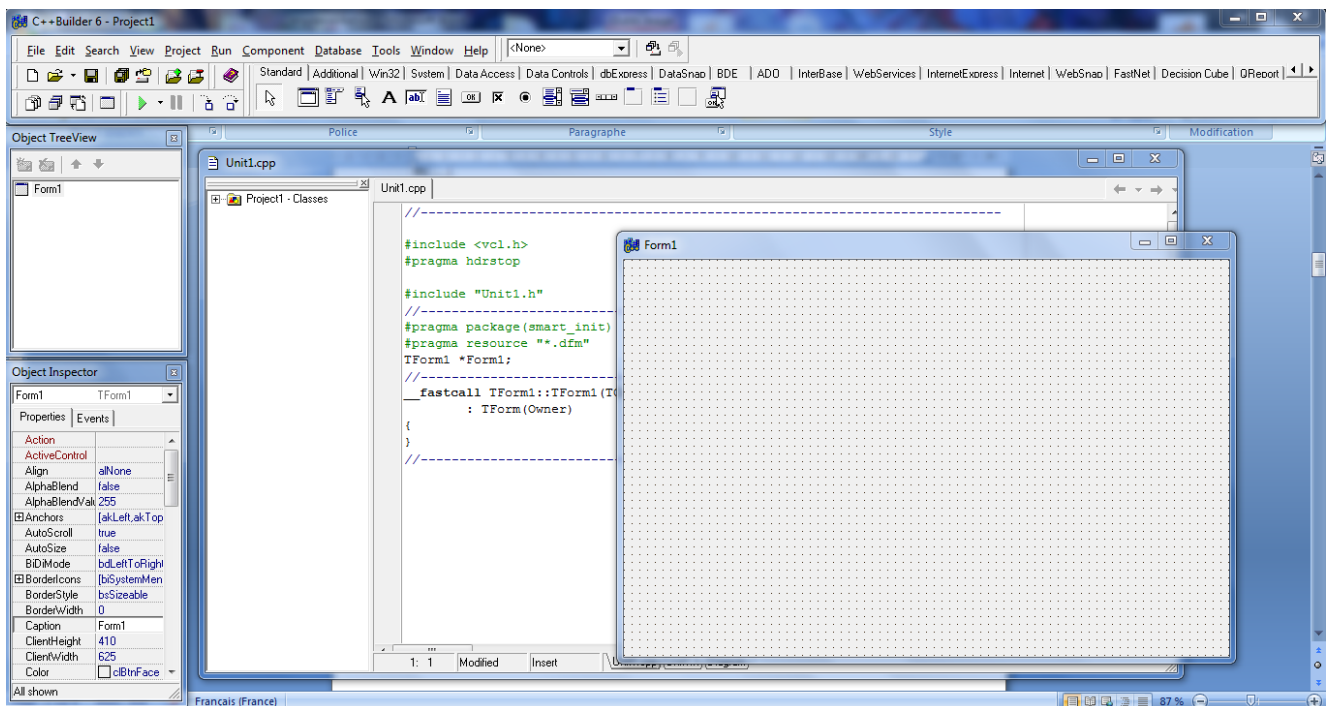 C++Builder 6 - Project1
File Edit Search View Project Run Component Database Tools Window Help <None>
Standard Additional Win32 System Data Access Data Controls dbExpress DataSnap BDE ADO InterBase WebServices InternetExpress Internet WebSnap FastNet Decision Cube QReport
Police Paragraphe Style Modification
Object TreeView
Form1
Object Inspector
Form1 TForm1
Properties Events
Action
ActiveControl
Align alNone
AlphaBlend false
AlphaBlendValu 255
Anchors [akLeft,akTop
AutoScroll true
AutoSize false
BiDiMode bdLeftToRight
BorderIcons [biSystemMen
BorderStyle bsSizeable
BorderWidth 0
Caption Form1
ClientHeight 410
ClientWidth 625
Color clBtnFace
All shown
Unit1.cpp
Project1 - Classes
Unit1.cpp
//---------------------------------------------------------------------------
#include <vcl.h>
#pragma hdrstop
#include "Unit1.h"
//---------------------------
#pragma package(smart_init)
#pragma resource "*.dfm"
TForm1 *Form1;
//---------------------------
__fastcall TForm1::TForm1(TC
: TForm(Owner)
{
}
//---------------------------
1: 1 Modified Insert
Form1
Français (France) 87 %